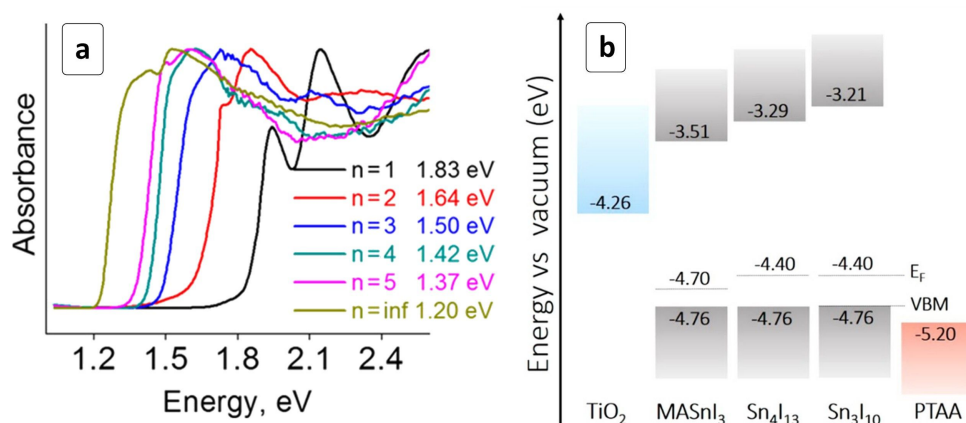 a
Absorbance
n=1 1.83 eV
n=2 1.64 eV
n=3 1.50 eV
n=4 1.42 eV
n=5 1.37 eV
n=inf 1.20 eV
1.2 1.5 1.8 2.1 2.4
Energy, eV
b
Energy vs vacuum (eV)
-3.51
-3.29
-3.21
-4.26
-4.70
-4.40
-4.40
E_F
VBM
-4.76
-4.76
-4.76
-5.20
TiO₂ MASnI₃ Sn₄I₁₃ Sn₃I₁₀ PTAA